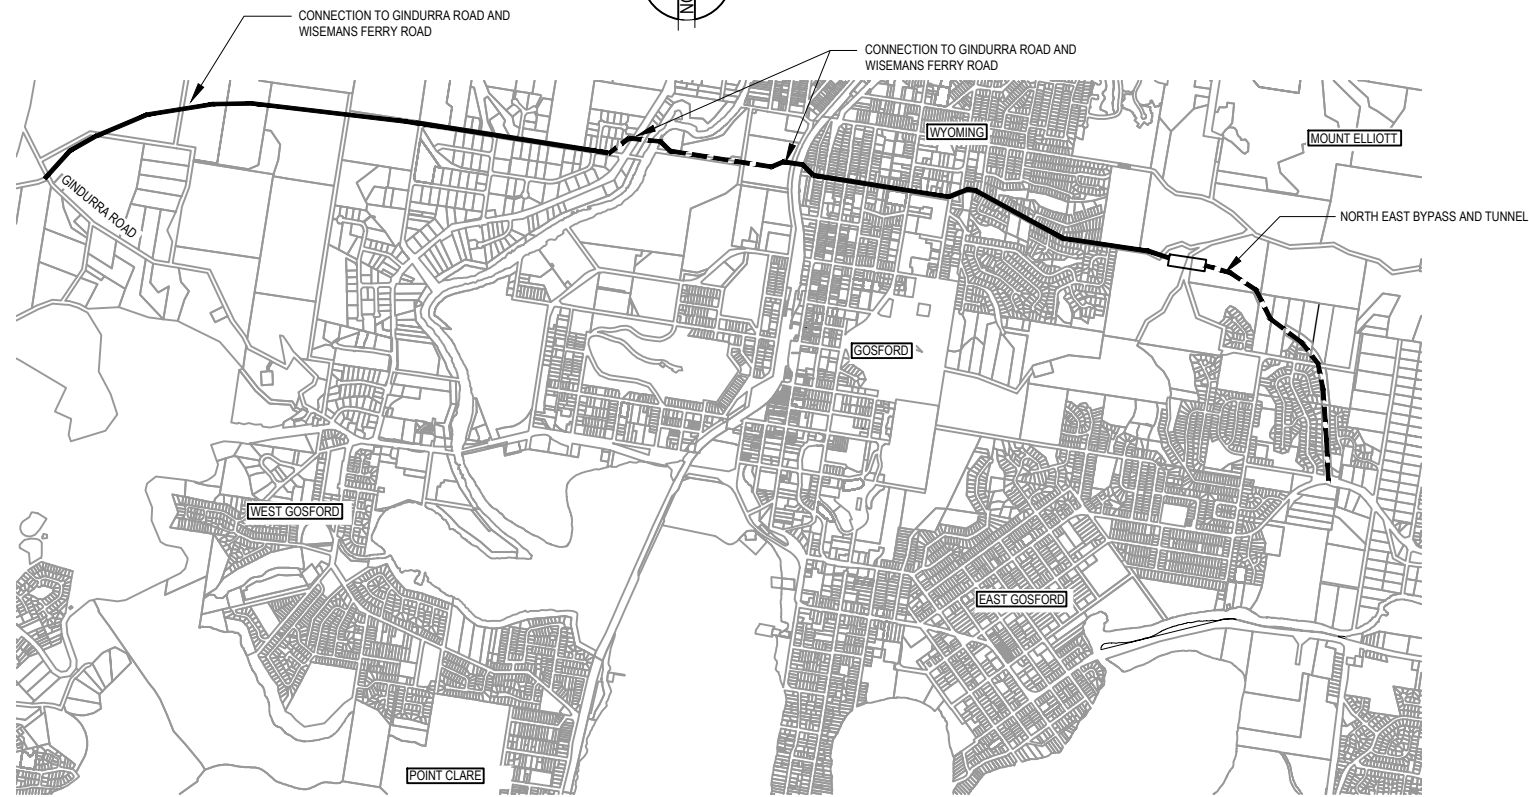 CONNECTION TO GINDURRA ROAD AND
WISEMANS FERRY ROAD
CONNECTION TO GINDURRA ROAD AND
WISEMANS FERRY ROAD
WYOMING
MOUNT ELLIOTT
GINDURRA ROAD
NORTH EAST BYPASS AND TUNNEL
GOSFORD
WEST GOSFORD
EAST GOSFORD
POINT CLARE